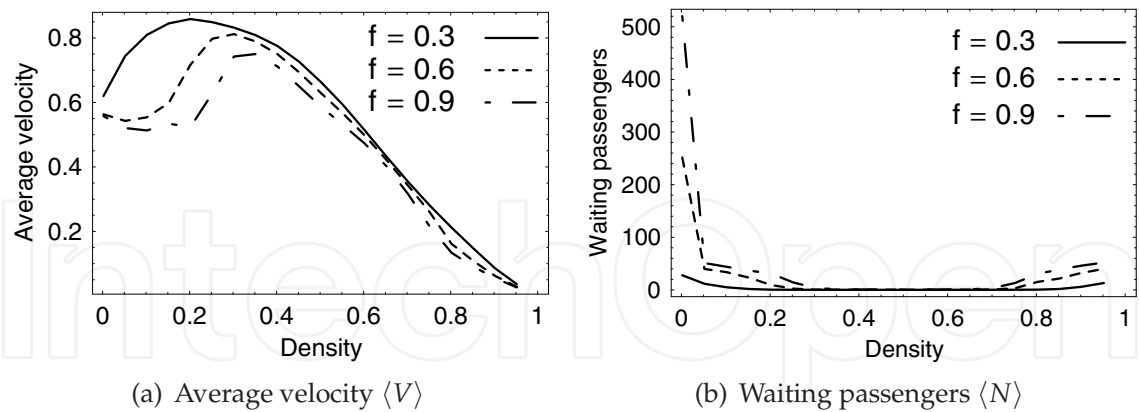 f = 0.3
f = 0.6
f = 0.9
0.8
0.6
0.4
0.2
Average velocity
0 0.2 0.4 0.6 0.8 1
Density
(a) Average velocity ⟨V⟩
f = 0.3
f = 0.6
f = 0.9
500
400
300
200
100
0
Waiting passengers
0 0.2 0.4 0.6 0.8 1
Density
(b) Waiting passengers ⟨N⟩
IntechOpen